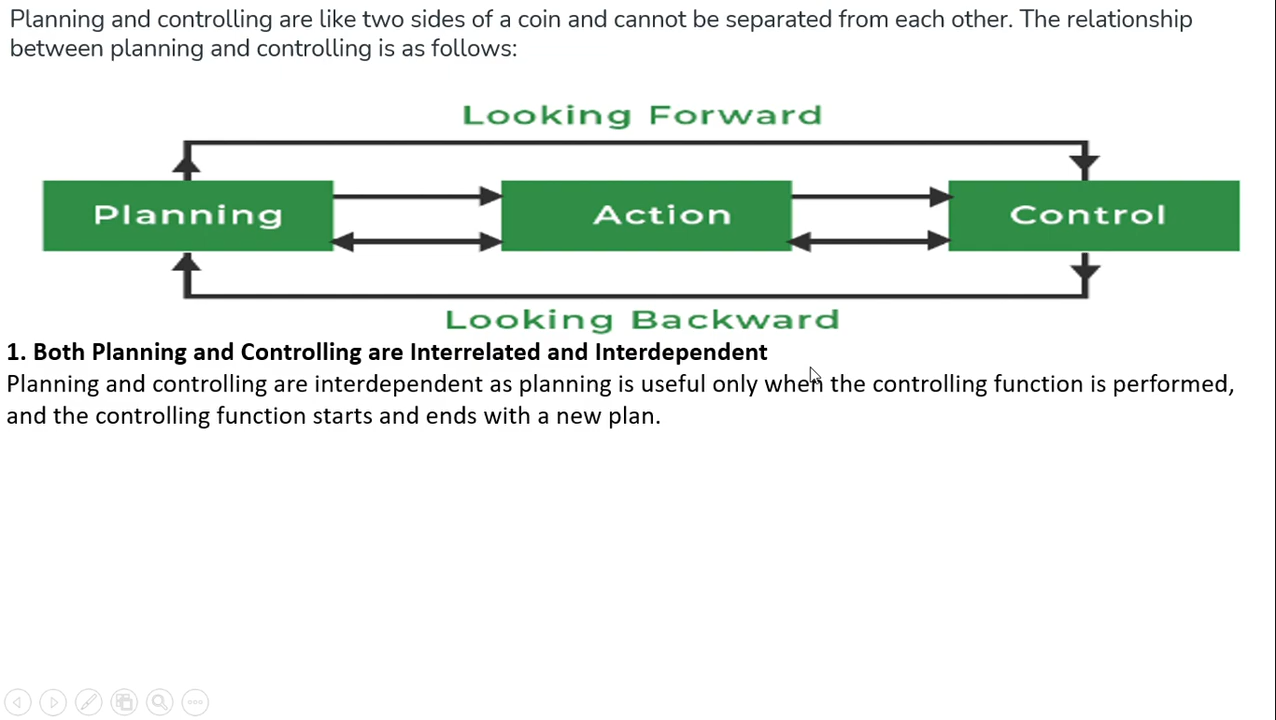 Planning and controlling are like two sides of a coin and cannot be separated from each other. The relationship
between planning and controlling is as follows:
Looking Forward
Planning
Action
Control
Looking Backward
1. Both Planning and Controlling are Interrelated and Interdependent
Planning and controlling are interdependent as planning is useful only when the controlling function is performed,
and the controlling function starts and ends with a new plan.